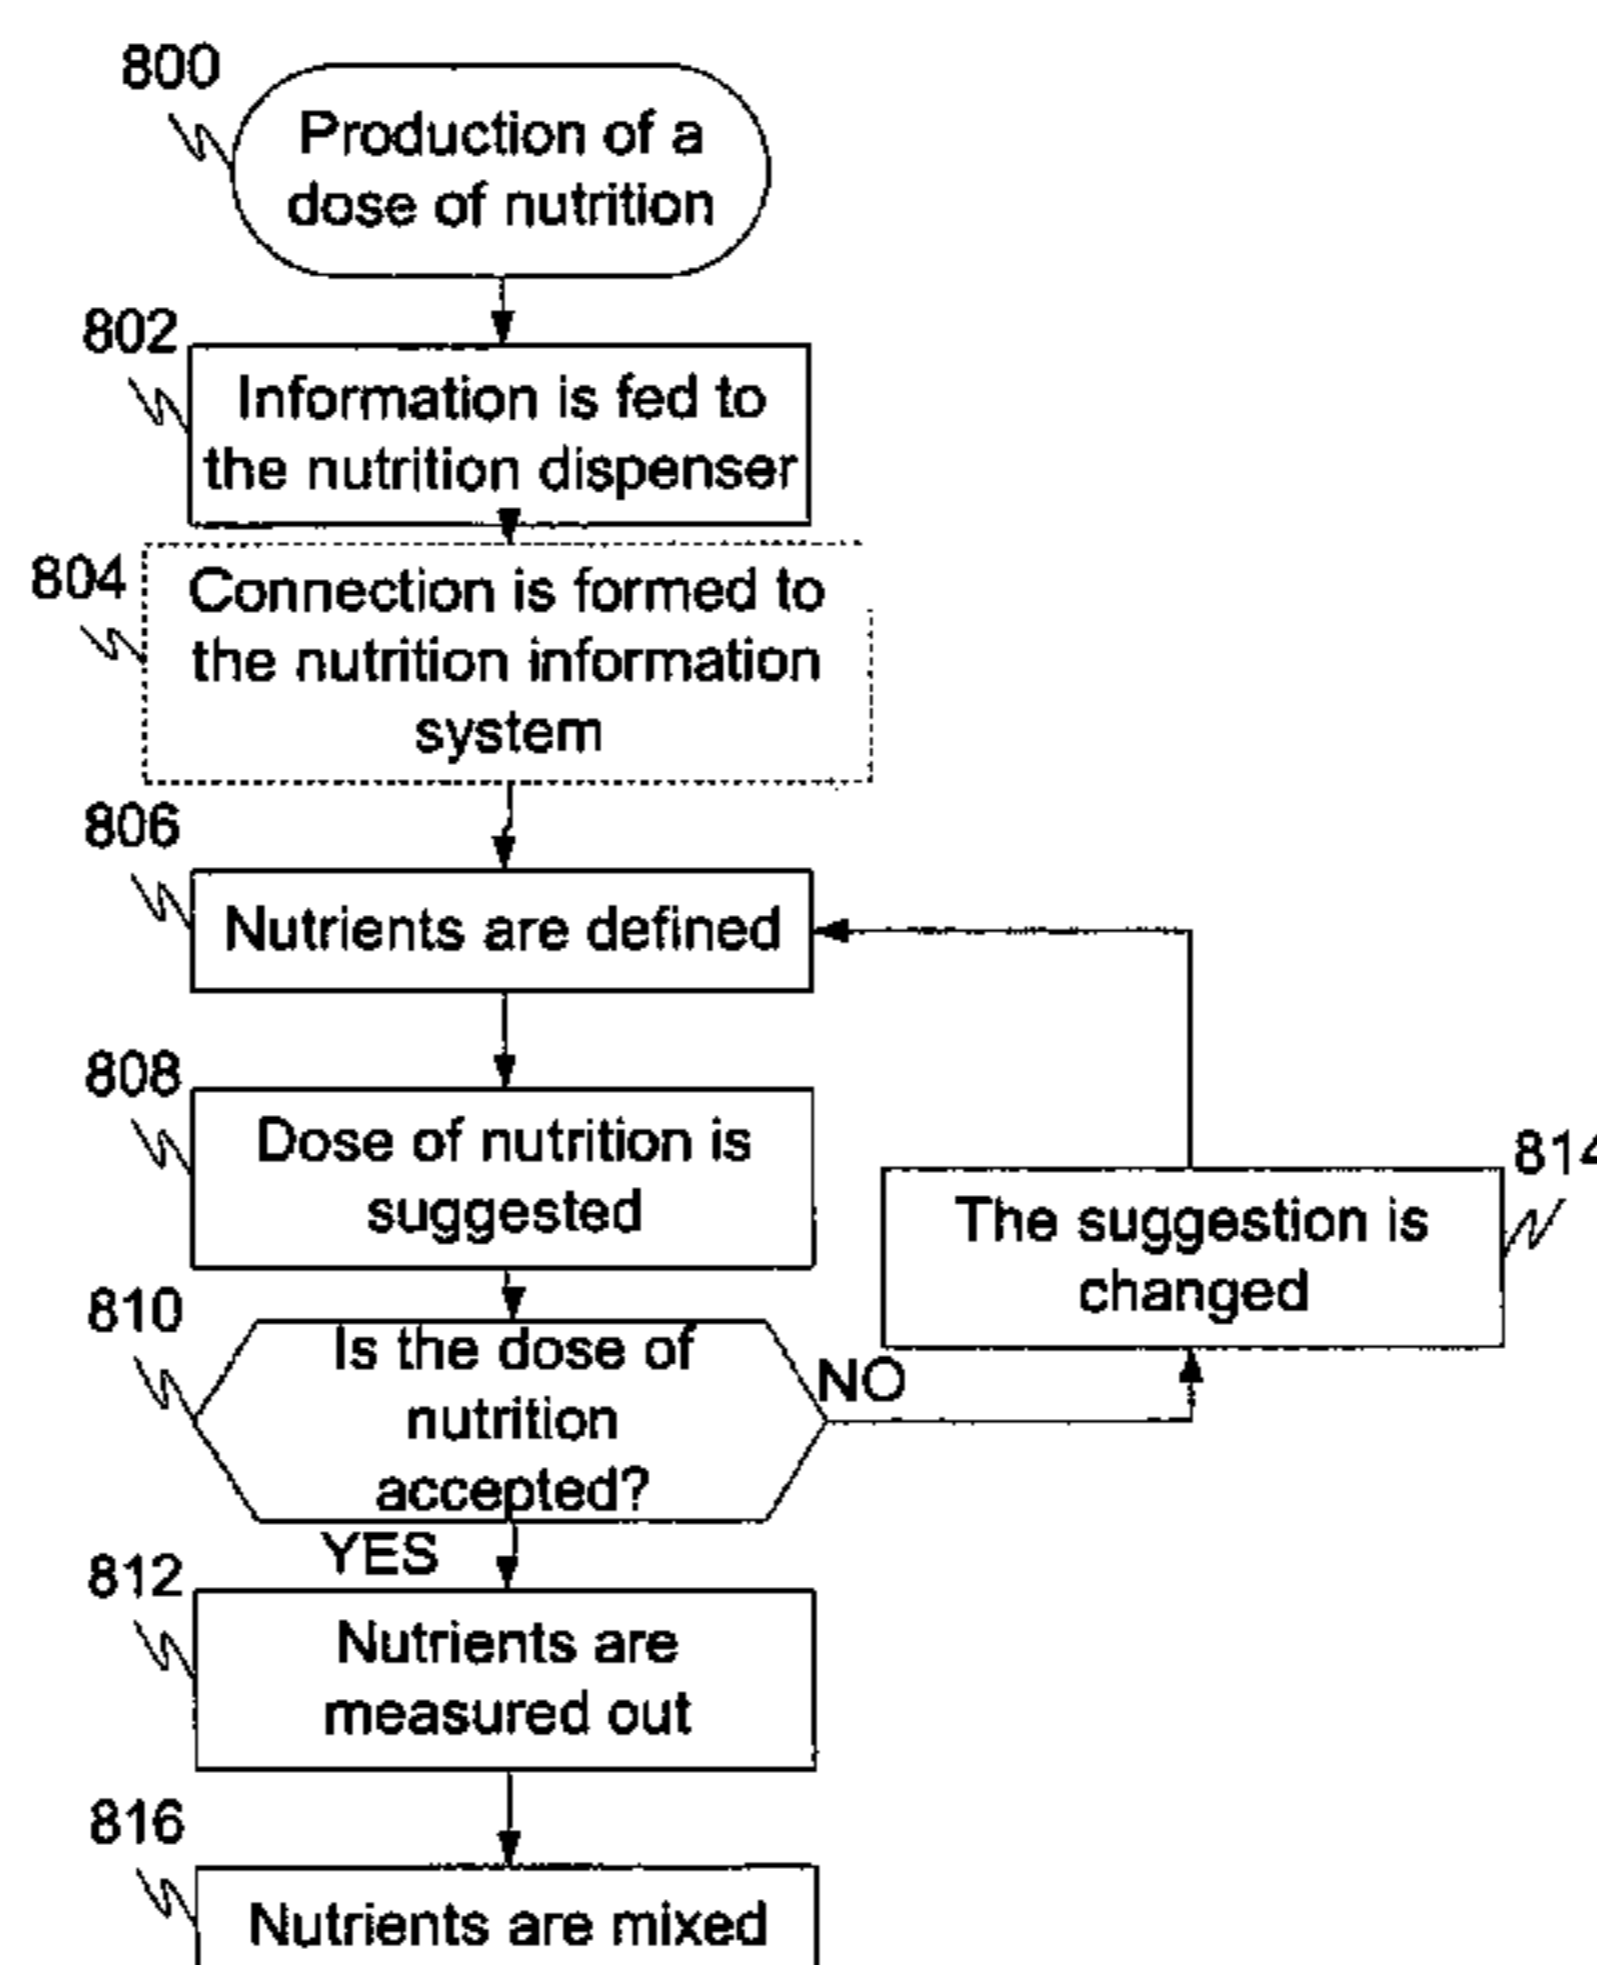 800
Production of a
dose of nutrition
802
Information is fed to
the nutrition dispenser
804
Connection is formed to
the nutrition information
system
806
Nutrients are defined
808
Dose of nutrition is
suggested
814
The suggestion is
changed
810
Is the dose of
nutrition
accepted?
NO
YES
812
Nutrients are
measured out
816
Nutrients are mixed